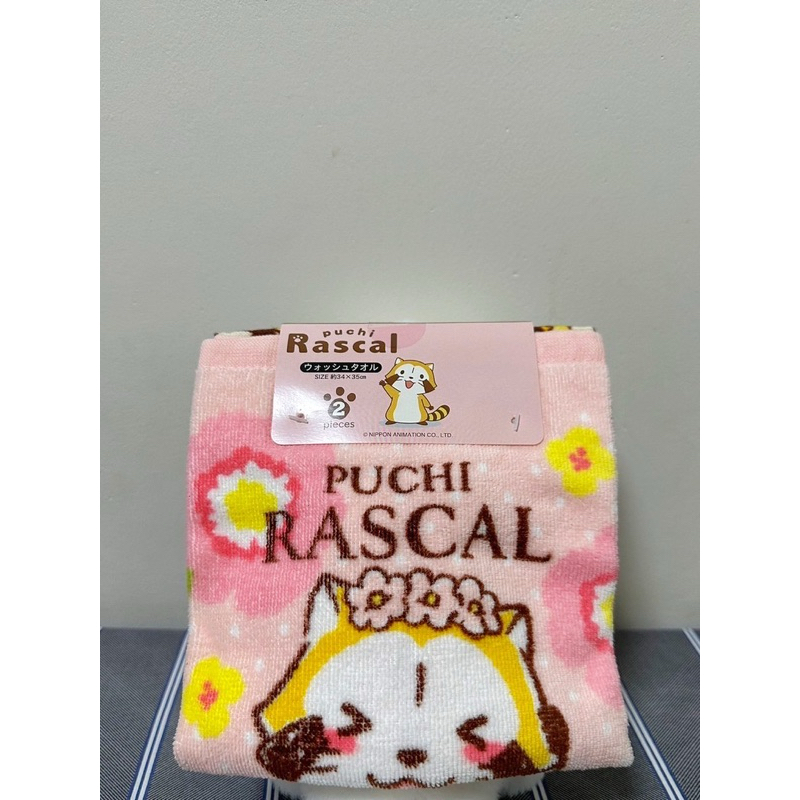 puchi
Rascal
ウォッシュタオル
SIZE 約34×35cm
2
pieces
© NIPPON ANIMATION CO., LTD.
PUCHI
RASCAL